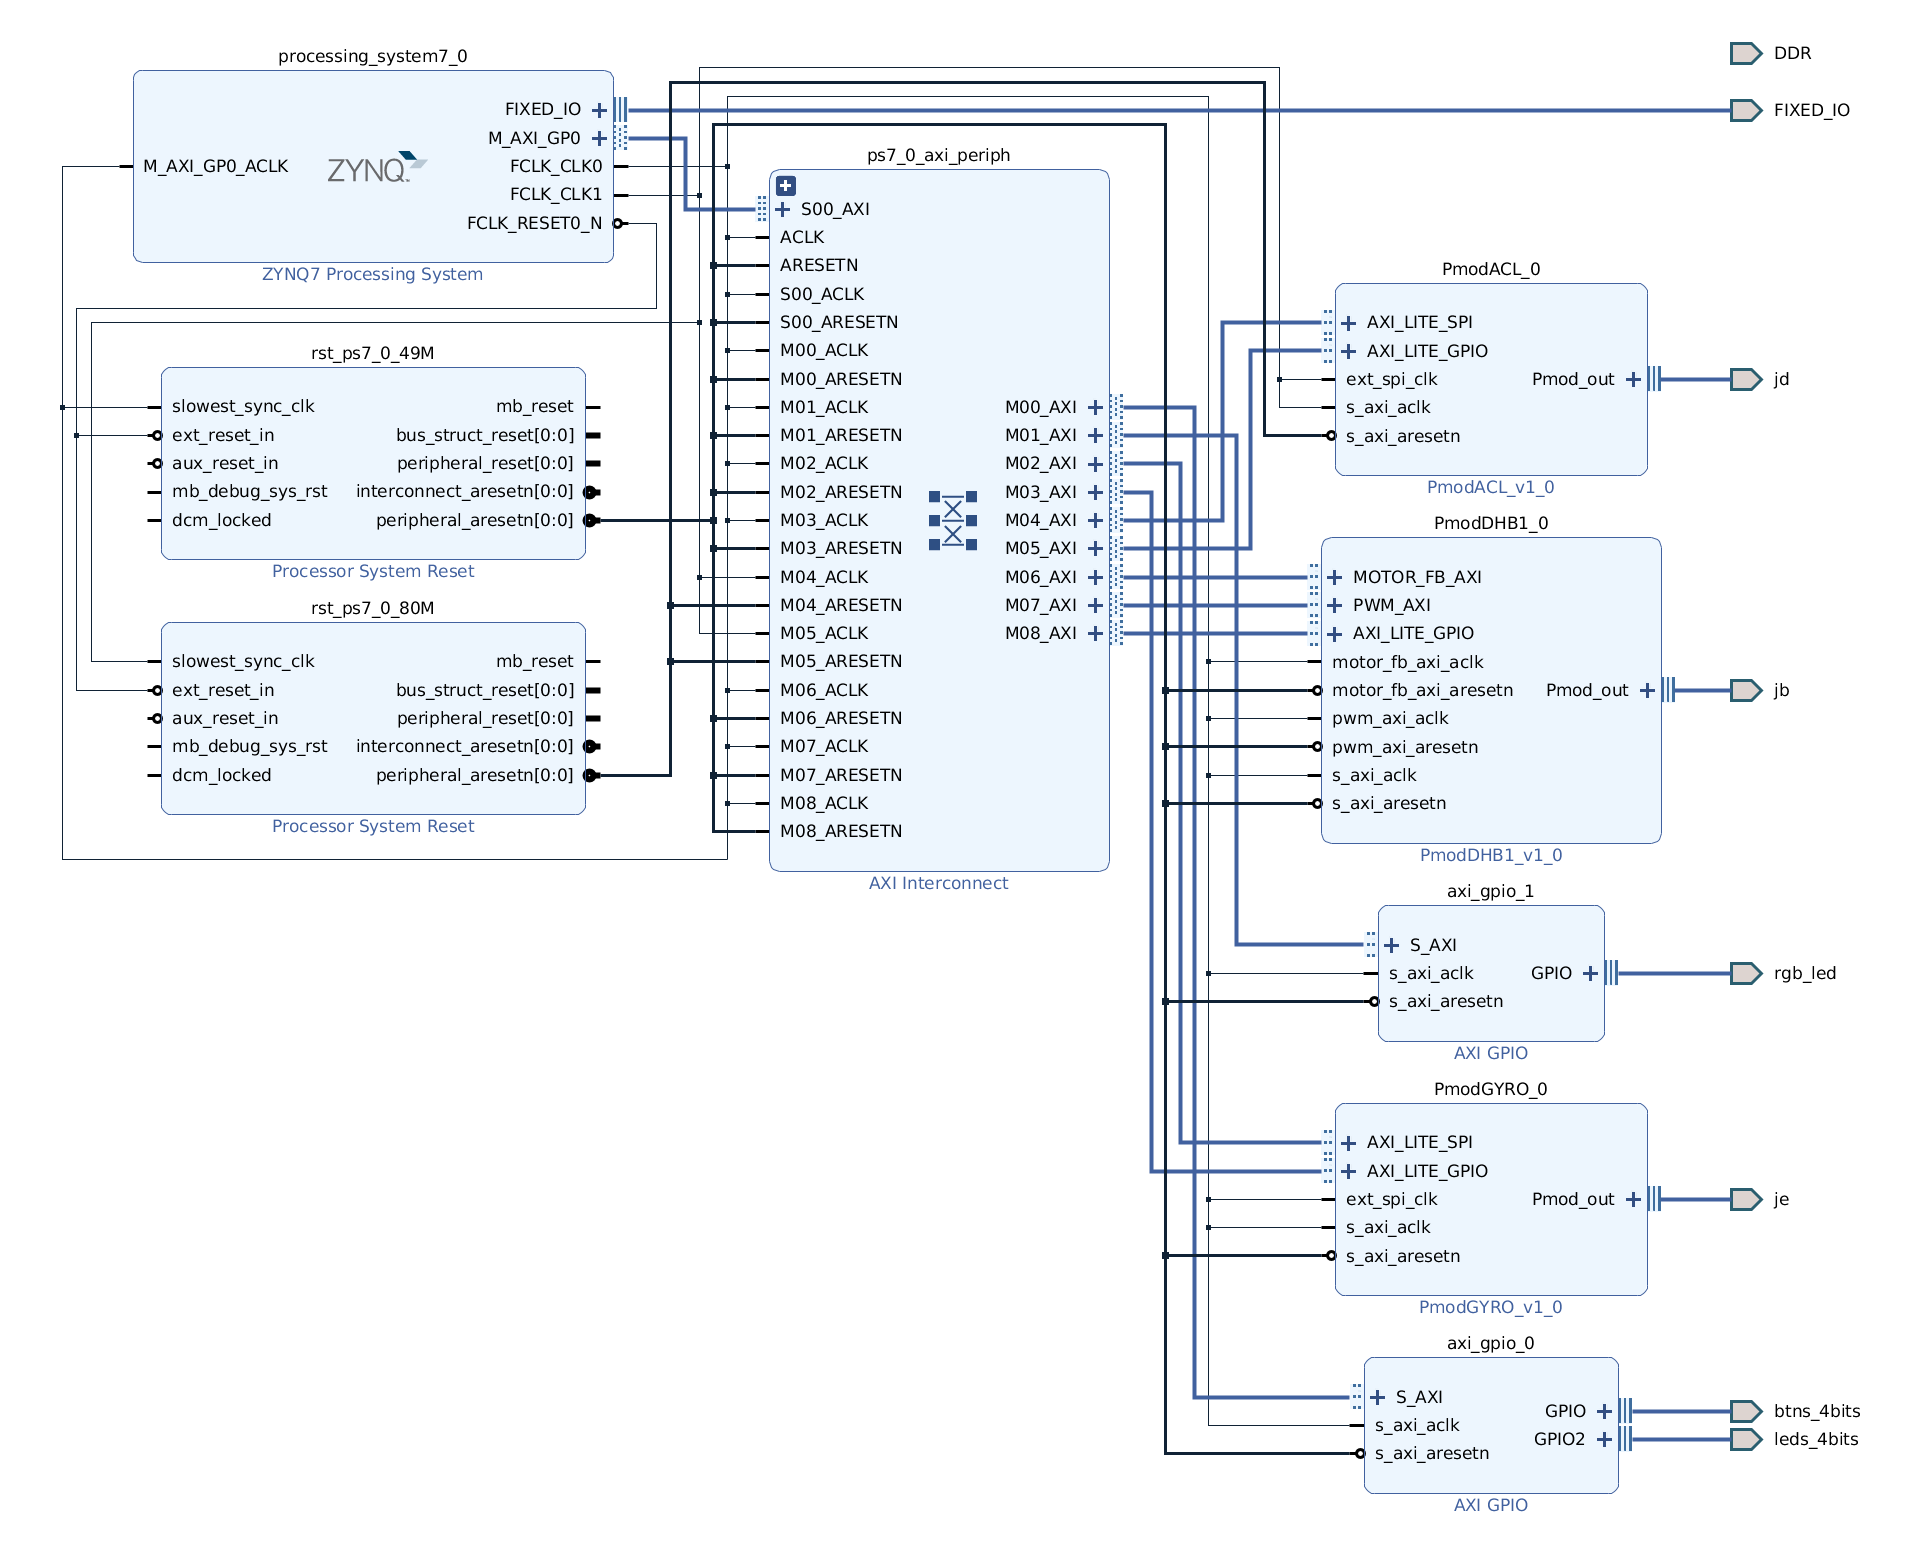 processing_system7_0
FIXED_IO
M_AXI_GP0
M_AXI_GP0_ACLK
ZYNQ
FCLK_CLK0
FCLK_CLK1
FCLK_RESET0_N
ZYNQ7 Processing System
rst_ps7_0_49M
slowest_sync_clk
mb_reset
ext_reset_in
bus_struct_reset[0:0]
aux_reset_in
peripheral_reset[0:0]
mb_debug_sys_rst
interconnect_aresetn[0:0]
dcm_locked
peripheral_aresetn[0:0]
Processor System Reset
rst_ps7_0_80M
slowest_sync_clk
mb_reset
ext_reset_in
bus_struct_reset[0:0]
aux_reset_in
peripheral_reset[0:0]
mb_debug_sys_rst
interconnect_aresetn[0:0]
dcm_locked
peripheral_aresetn[0:0]
Processor System Reset
ps7_0_axi_periph
S00_AXI
ACLK
ARESETN
S00_ACLK
S00_ARESETN
M00_ACLK
M00_ARESETN
M01_ACLK
M01_ARESETN
M02_ACLK
M02_ARESETN
M03_ACLK
M03_ARESETN
M04_ACLK
M04_ARESETN
M05_ACLK
M05_ARESETN
M06_ACLK
M06_ARESETN
M07_ACLK
M07_ARESETN
M08_ACLK
M08_ARESETN
M00_AXI
M01_AXI
M02_AXI
M03_AXI
M04_AXI
M05_AXI
M06_AXI
M07_AXI
M08_AXI
AXI Interconnect
DDR
FIXED_IO
PmodACL_0
AXI_LITE_SPI
AXI_LITE_GPIO
ext_spi_clk
s_axi_aclk
s_axi_aresetn
Pmod_out
jd
PmodACL_v1_0
PmodDHB1_0
MOTOR_FB_AXI
PWM_AXI
AXI_LITE_GPIO
motor_fb_axi_aclk
motor_fb_axi_aresetn
pwm_axi_aclk
pwm_axi_aresetn
s_axi_aclk
s_axi_aresetn
Pmod_out
jb
PmodDHB1_v1_0
axi_gpio_1
S_AXI
s_axi_aclk
s_axi_aresetn
GPIO
rgb_led
AXI GPIO
PmodGYRO_0
AXI_LITE_SPI
AXI_LITE_GPIO
ext_spi_clk
s_axi_aclk
s_axi_aresetn
Pmod_out
je
PmodGYRO_v1_0
axi_gpio_0
S_AXI
s_axi_aclk
s_axi_aresetn
GPIO
GPIO2
btns_4bits
leds_4bits
AXI GPIO